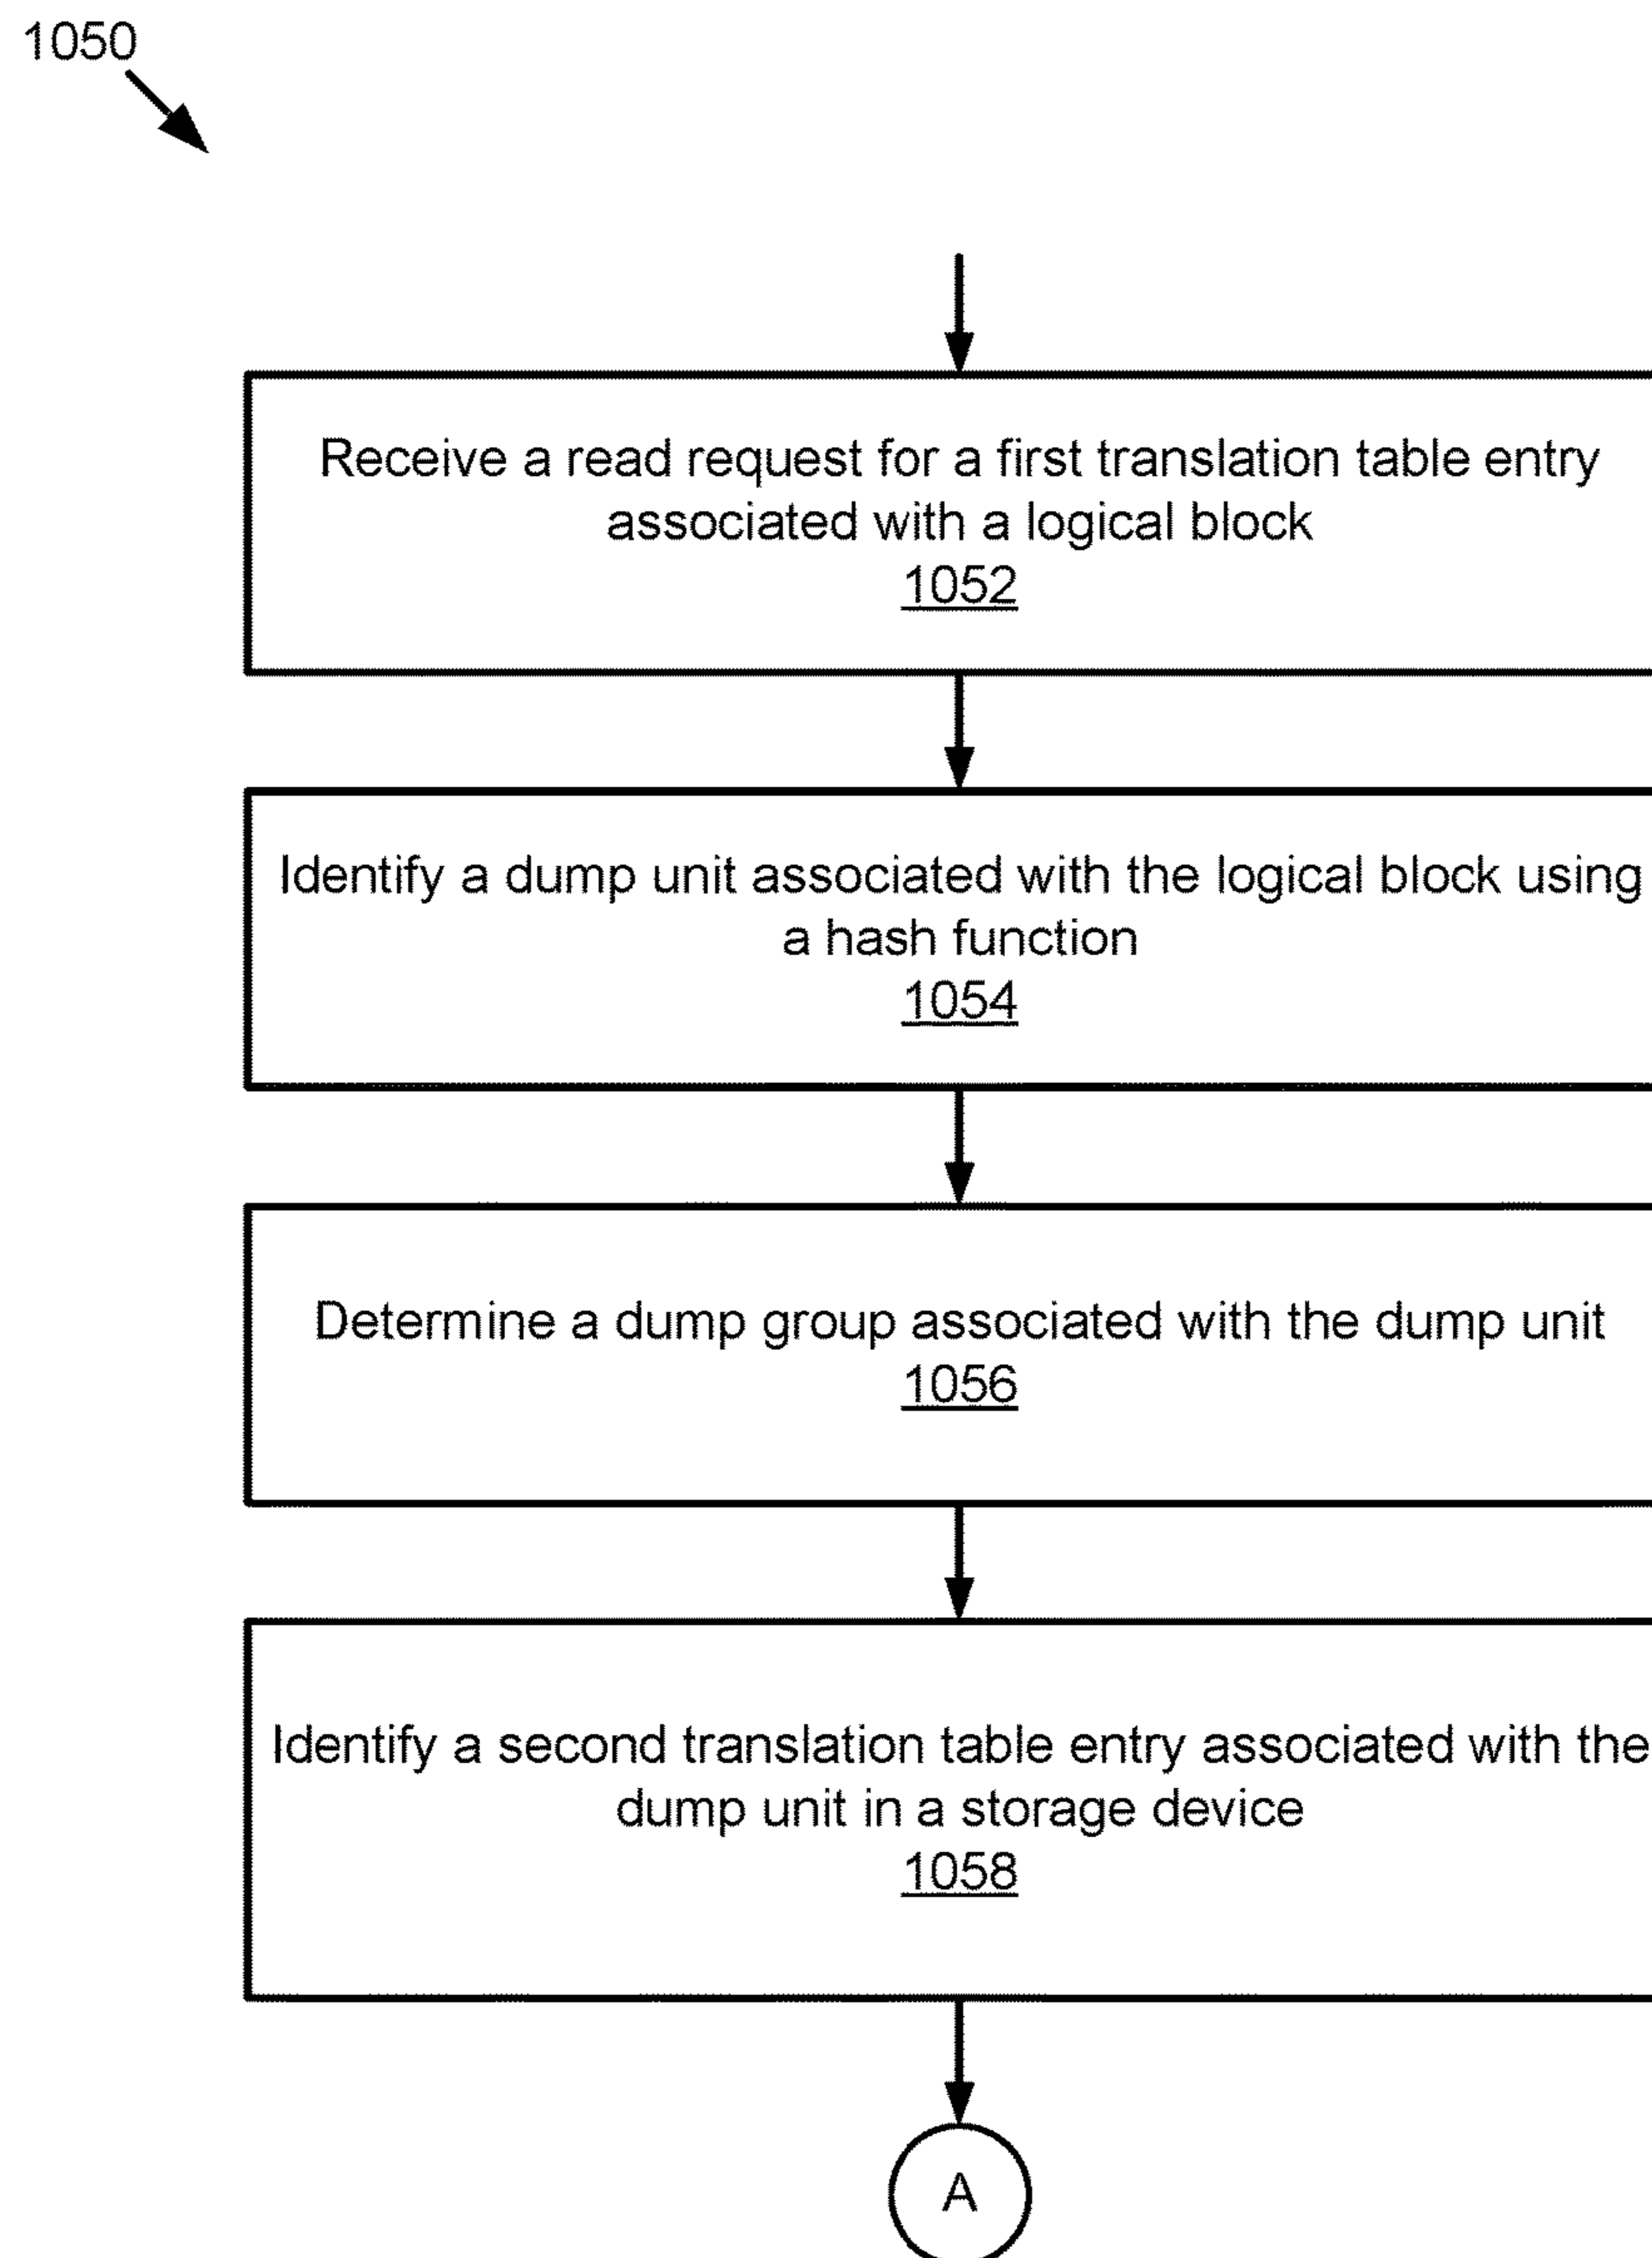 1050
Receive a read request for a first translation table entry
associated with a logical block
1052
Identify a dump unit associated with the logical block using
a hash function
1054
Determine a dump group associated with the dump unit
1056
Identify a second translation table entry associated with the
dump unit in a storage device
1058
A